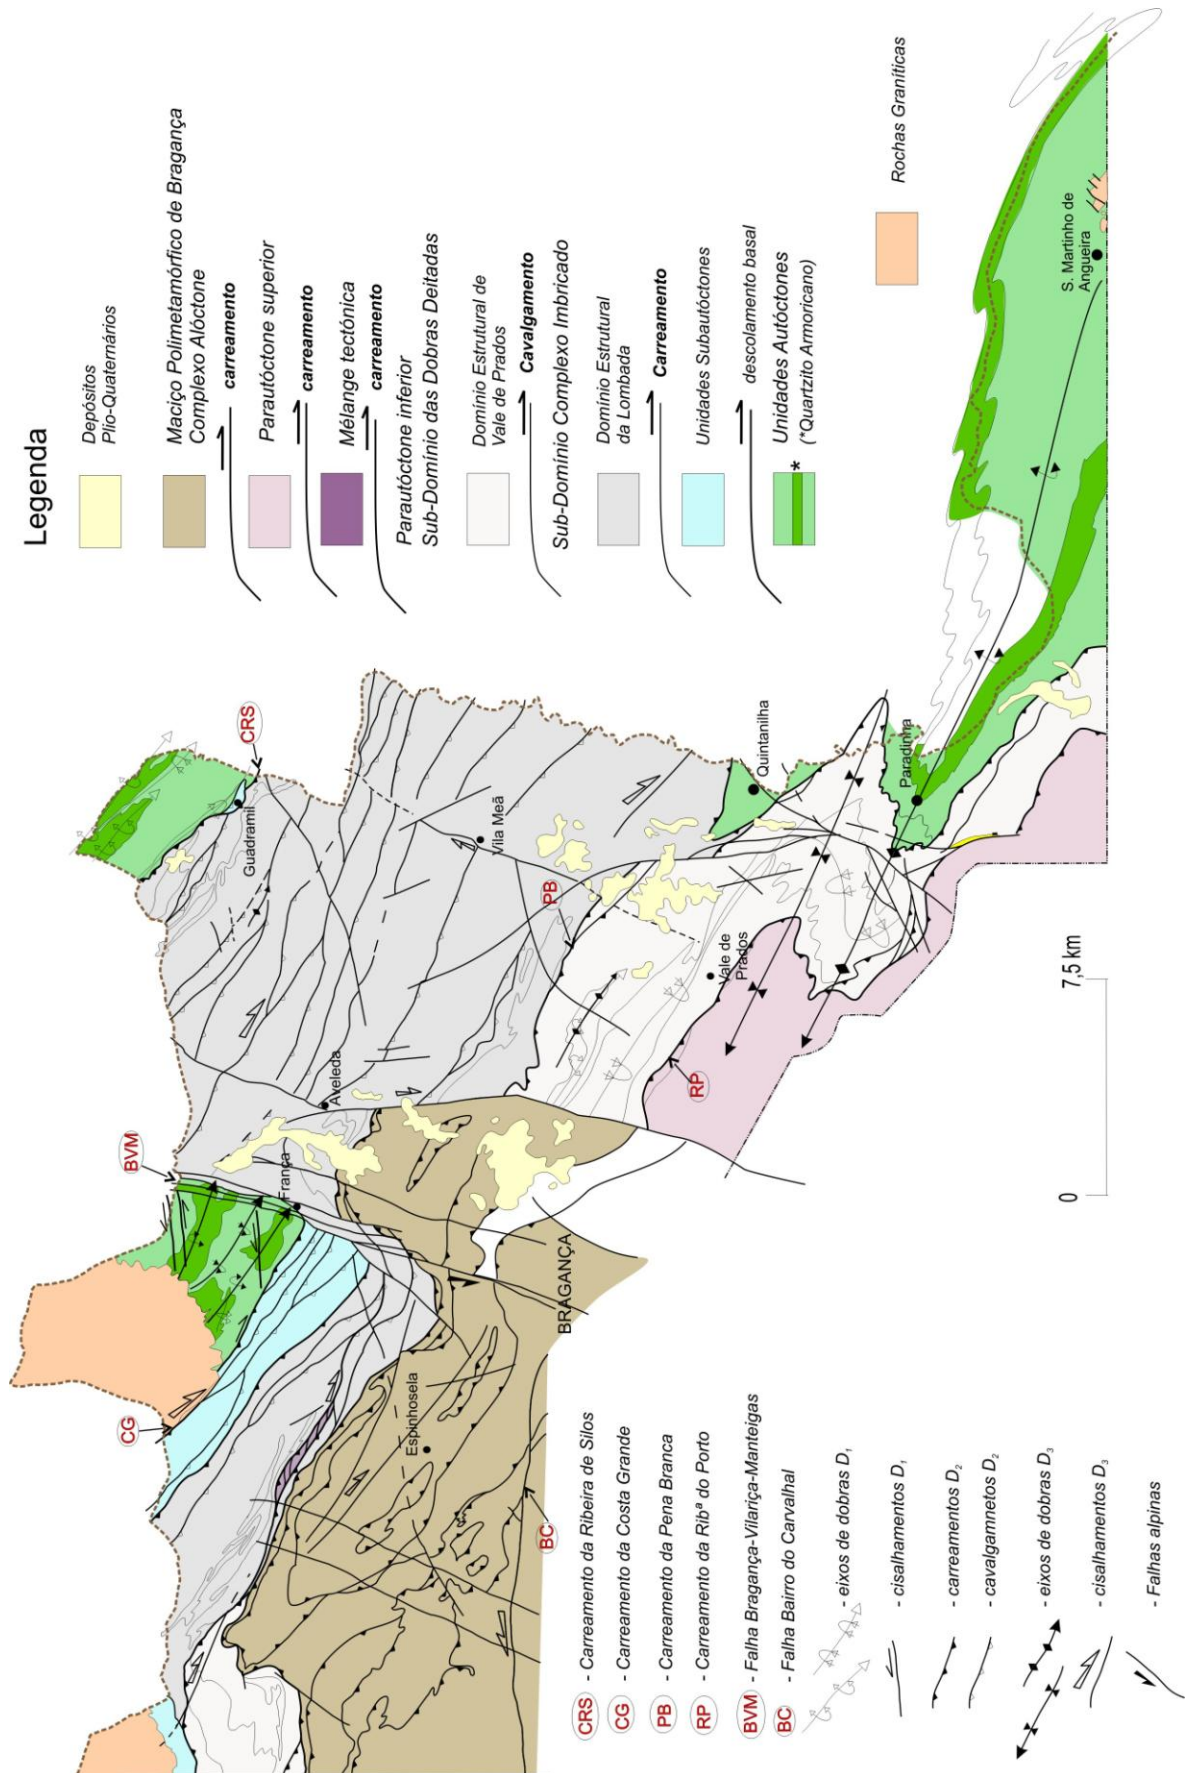 Legenda
Depósitos
Plio-Quaternários
Maciço Polimetamórfico de Bragança
Complexo Alóctone
carreamento
Parautóctone superior
carreamento
Mélange tectónica
carreamento
Parautóctone inferior
Sub-Domínio das Dobras Deitadas
Domínio Estrutural de
Vale de Prados
Cavalgamento
Sub-Domínio Complexo Imbricado
Domínio Estrutural
da Lombada
Carreamento
Unidades Subautóctones
descolamento basal
*
Unidades Autóctones
(*Quartzito Armoricano)
Rochas Graníticas
CG
BVM
CRS
França
Aveleda
Guadramil
Vila Meã
Espinhosela
BRAGANÇA
BC
PB
RP
Vale de
Prados
Quintanilha
Paradinha
S. Martinho de
Angueira
0
7,5 km
CRS - Carreamento da Ribeira de Silos
CG - Carreamento da Costa Grande
PB - Carreamento da Pena Branca
RP - Carreamento da Ribª do Porto
BVM - Falha Bragança-Vilariça-Manteigas
BC - Falha Bairro do Carvalhal
- eixos de dobras D1
- cisalhamentos D1
- carreamentos D2
- cavalgamnetos D2
- eixos de dobras D3
- cisalhamentos D3
- Falhas alpinas